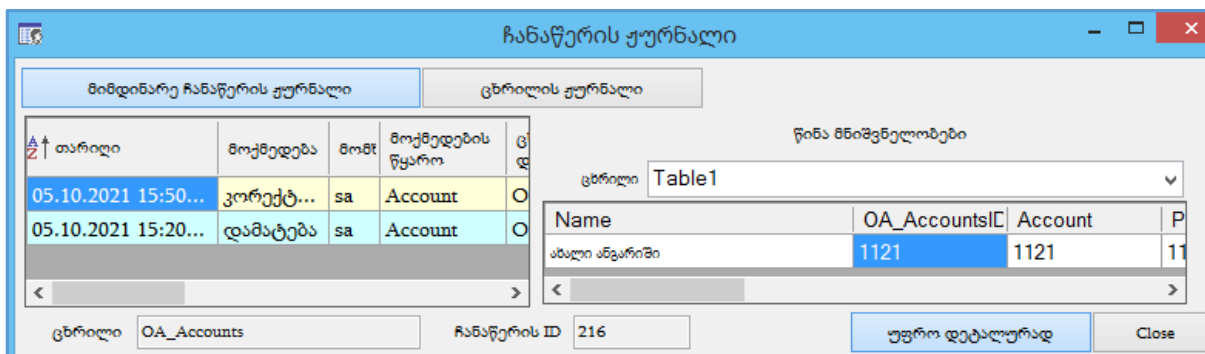 ჩანაწერის ჟურნალი
მიმდინარე ჩანაწერის ჟურნალი
ცხრილის ჟურნალი
თარიღი მოქმედება მომხ მოქმედების წყარო ც დ
05.10.2021 15:50... კორექტ... sa Account O
05.10.2021 15:20... დამატება sa Account O
წინა მნიშვნელობები
ცხრილი Table1
Name OA_AccountsID Account P
ახალი ანგარიში 1121 1121 11
ცხრილი OA_Accounts ჩანაწერის ID 216
უფრო დეტალურად Close